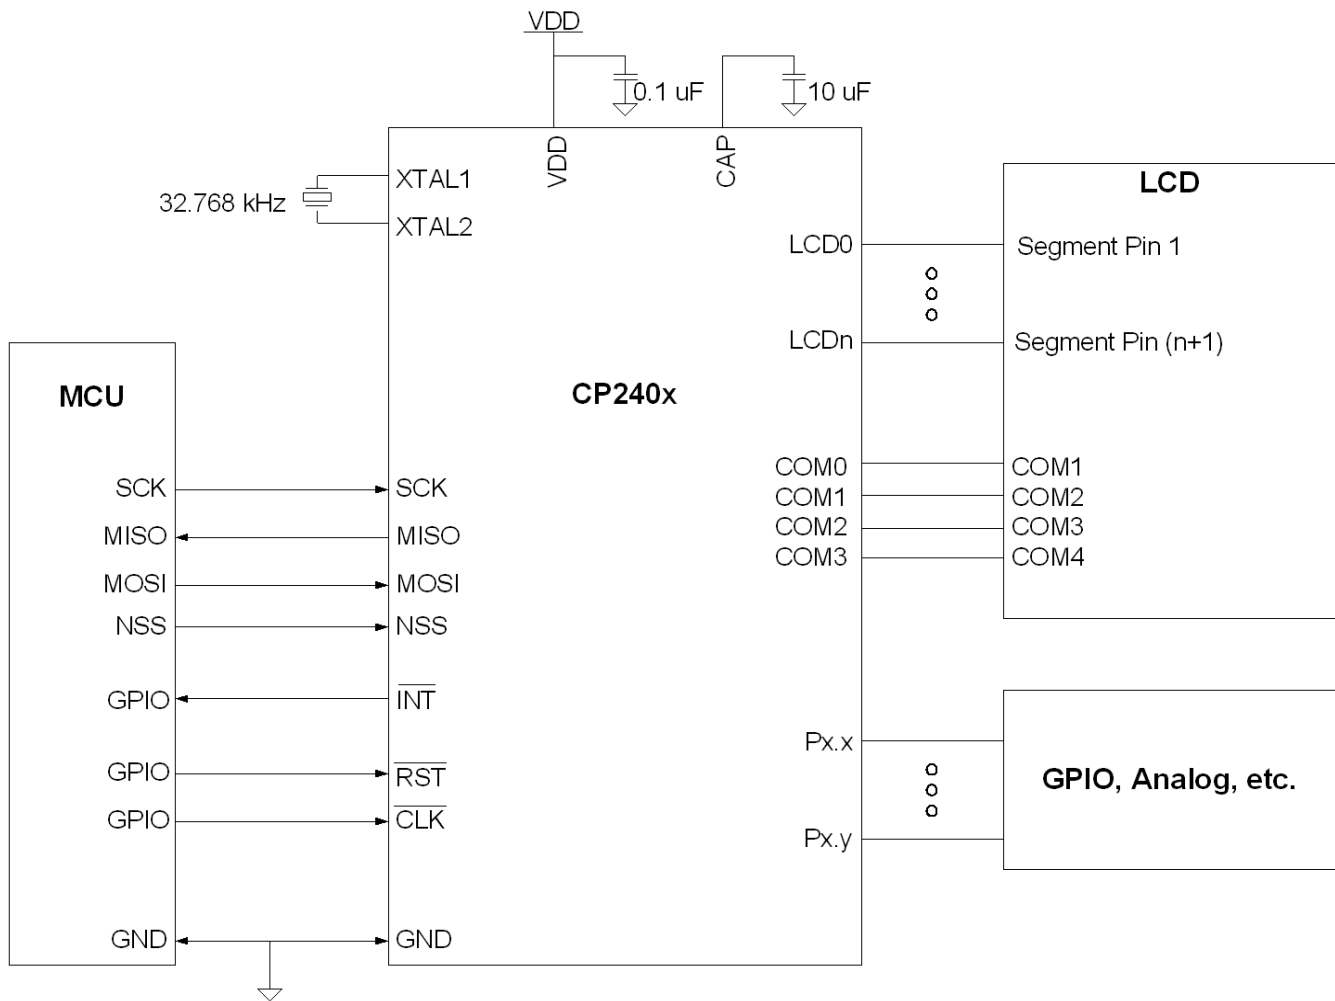 VDD
0.1 uF
10 uF
VDD
CAP
XTAL1
32.768 kHz
XTAL2
LCD
LCD0
Segment Pin 1
LCDn
Segment Pin (n+1)
MCU
CP240x
COM0
COM1
COM1
COM2
COM2
COM3
COM3
COM4
SCK
SCK
MISO
MISO
MOSI
MOSI
NSS
NSS
GPIO
INT
GPIO
RST
GPIO
CLK
Px.x
GPIO, Analog, etc.
Px.y
GND
GND